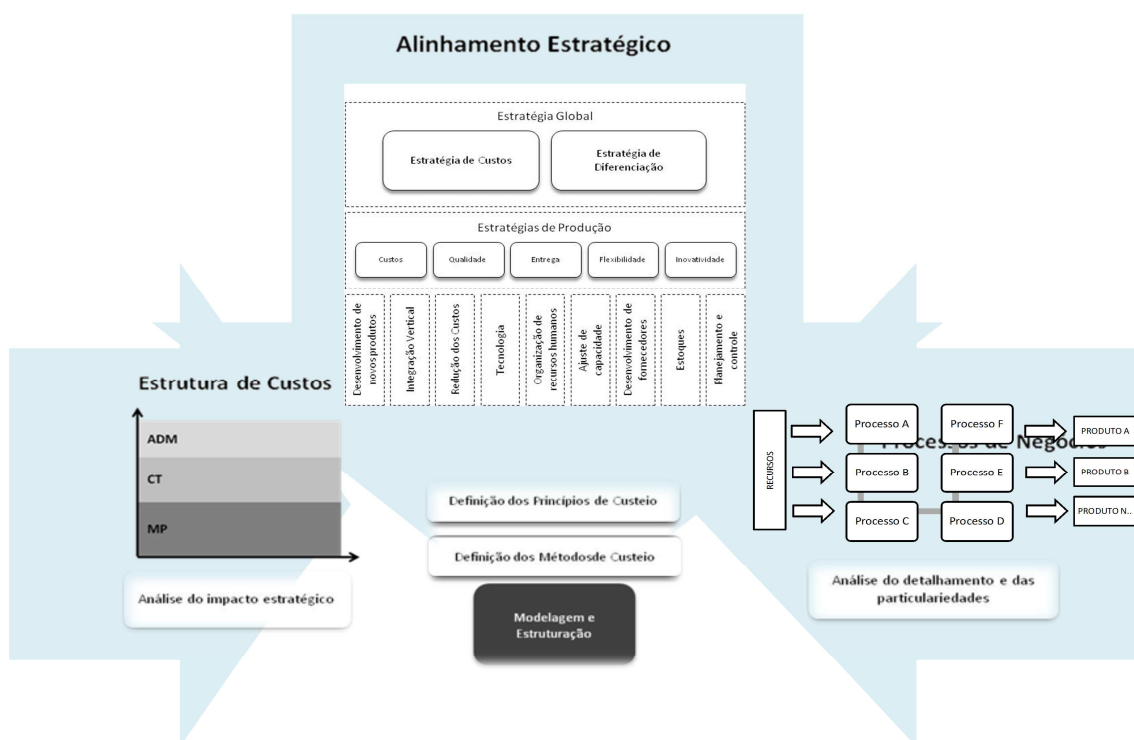 Alinhamento Estratégico
Estratégia Global
Estratégia de Custos
Estratégia de
Diferenciação
Estratégias de Produção
Custos
Qualidade
Entrega
Flexibilidade
Inovatividade
Desenvolvimento de
novos produtos
Integração Vertical
Redução dos Custos
Tecnologia
Organização de
recursos humanos
Ajuste de
capacidade
Desenvolvimento de
fornecedores
Estoques
Planejamento e
controle
Estrutura de Custos
ADM
CT
MP
Análise do impacto estratégico
Definição dos Princípios de Custeio
Definição dos Métodosde Custeio
Modelagem e
Estruturação
Processos de Negócios
RECURSOS
Processo A
Processo F
PRODUTO A
Processo B
Processo E
PRODUTO B
Processo C
Processo D
PRODUTO N..
Análise do detalhamento e das
particulariedades